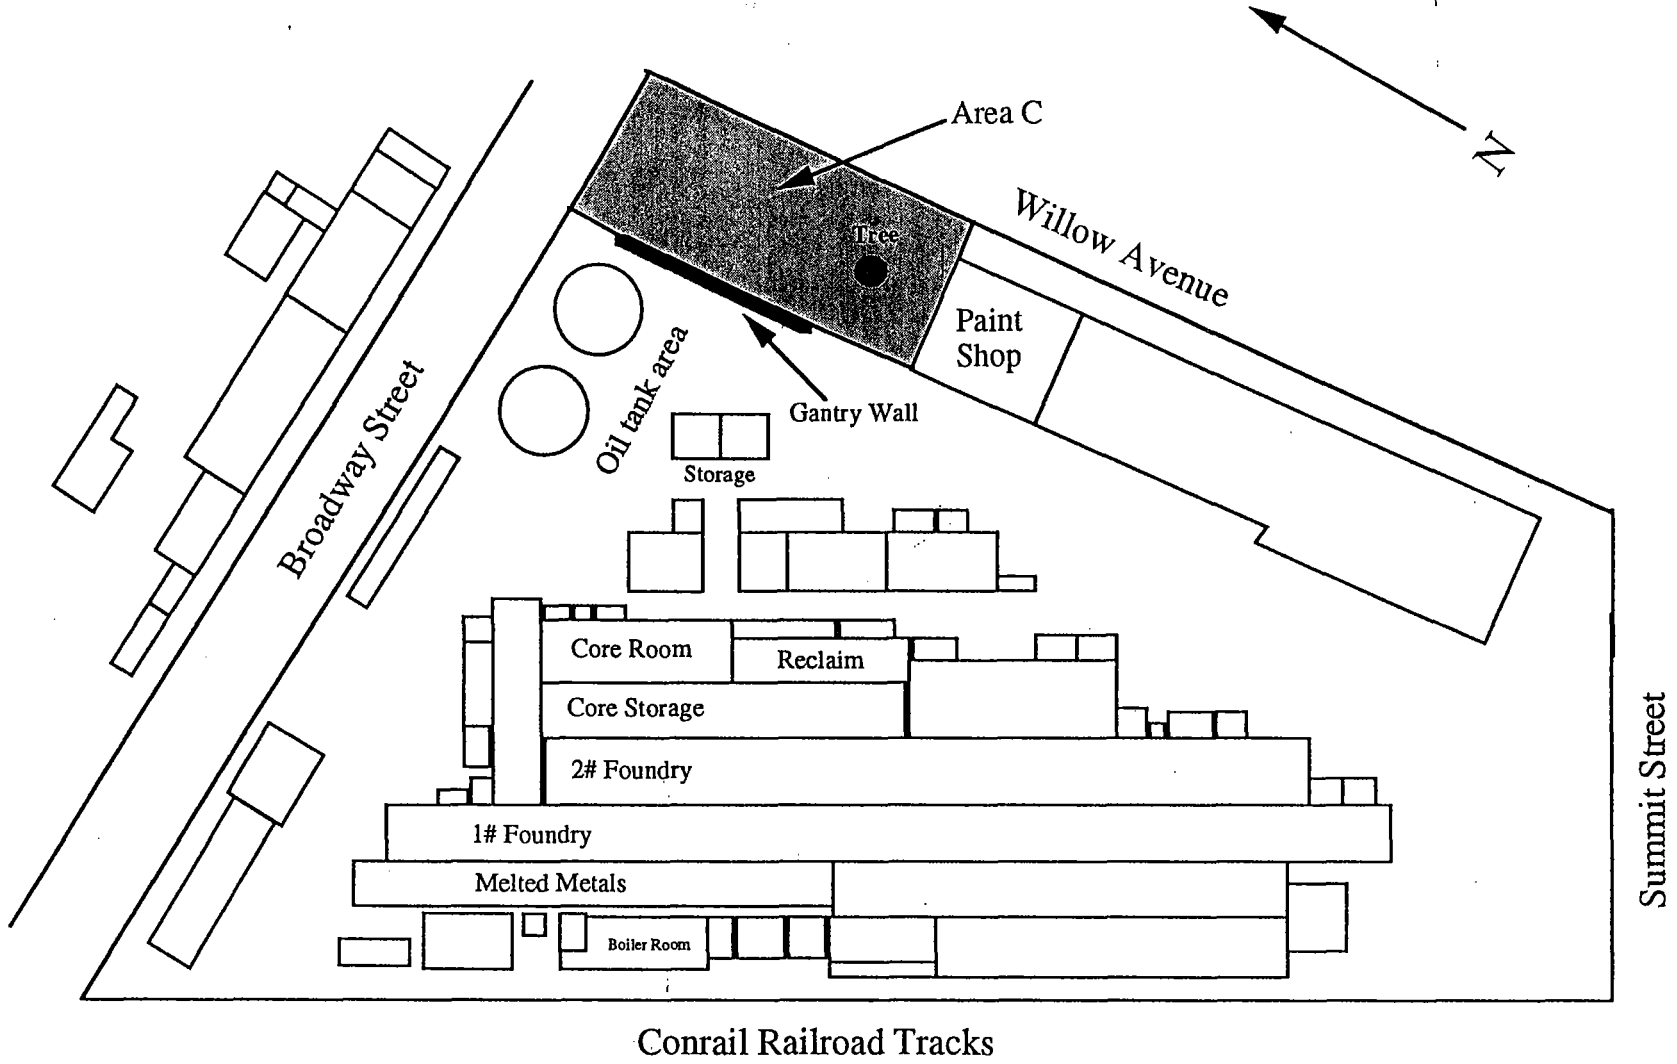 Area C
N
Willow Avenue
Tree
Paint
Shop
Gantry Wall
Oil tank area
Storage
Broadway Street
Core Room
Reclaim
Core Storage
2# Foundry
1# Foundry
Melted Metals
Boiler Room
Summit Street
Conrail Railroad Tracks